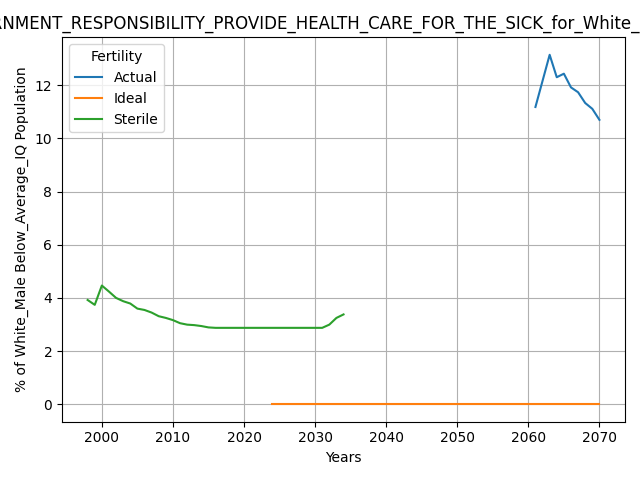 RNMENT_RESPONSIBILITY_PROVIDE_HEALTH_CARE_FOR_THE_SICK_for_White_
Fertility
Actual
Ideal
Sterile
% of White_Male Below_Average_IQ Population
12
10
8
6
4
2
0
2000 2010 2020 2030 2040 2050 2060 2070
Years